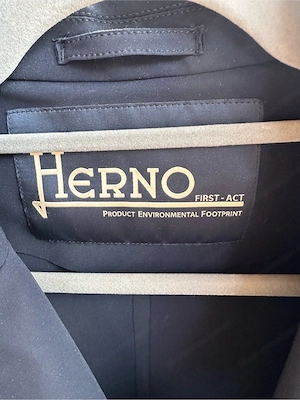 HERNO
FIRST - ACT
PRODUCT ENVIRONMENTAL FOOTPRINT